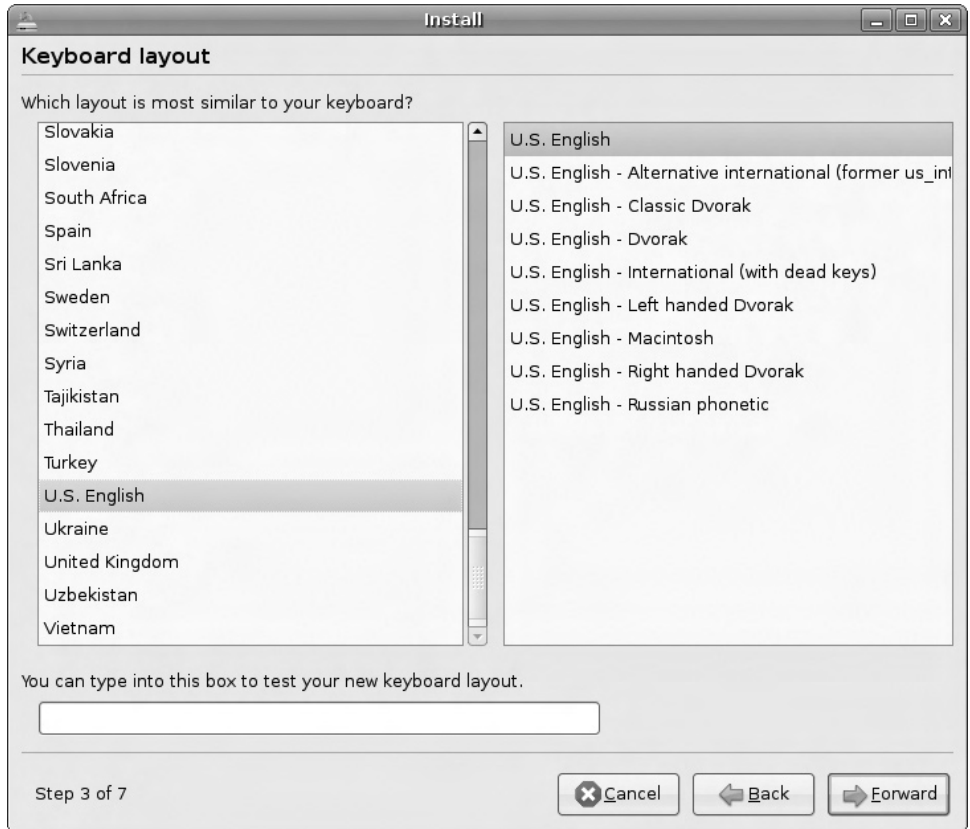 Install
Keyboard layout
Which layout is most similar to your keyboard?
Slovakia
Slovenia
South Africa
Spain
Sri Lanka
Sweden
Switzerland
Syria
Tajikistan
Thailand
Turkey
U.S. English
Ukraine
United Kingdom
Uzbekistan
Vietnam
U.S. English
U.S. English - Alternative international (former us_int
U.S. English - Classic Dvorak
U.S. English - Dvorak
U.S. English - International (with dead keys)
U.S. English - Left handed Dvorak
U.S. English - Macintosh
U.S. English - Right handed Dvorak
U.S. English - Russian phonetic
You can type into this box to test your new keyboard layout.
Step 3 of 7
Cancel
Back
Forward